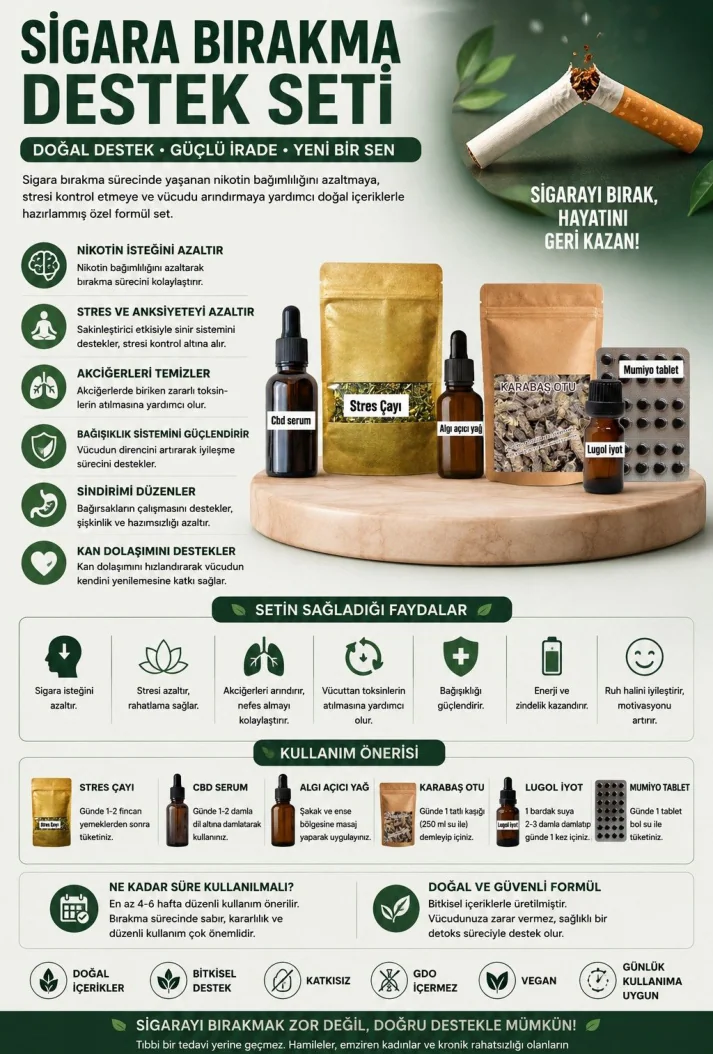 SİGARA BIRAKMA
DESTEK SETİ
DOĞAL DESTEK • GÜÇLÜ İRADE • YENİ BİR SEN
Sigara bırakma sürecinde yaşanan nikotin bağımlılığını azaltmaya,
stresi kontrol etmeye ve vücudu arındırmaya yardımcı doğal içeriklerle
hazırlanmış özel formül set.
SİGARAYI BIRAK,
HAYATINI
GERİ KAZAN!
NİKOTİN İSTEĞİNİ AZALTIR
Nikotin bağımlılığını azaltarak
bırakma sürecini kolaylaştırır.
STRES VE ANKSİYETEYİ AZALTIR
Sakinleştirici etkisiyle sinir sistemini
destekler, stresi kontrol altına alır.
AKCİĞERLERİ TEMİZLER
Akciğerlerde biriken zararlı toksin-
lerin atılmasına yardımcı olur.
BAĞIŞIKLIK SİSTEMİNİ GÜÇLENDİRİR
Vücudun direncini artırarak iyileşme
sürecini destekler.
SİNDİRİMİ DÜZENLER
Bağırsakların çalışmasını destekler,
şişkinlik ve hazımsızlığı azaltır.
KAN DOLAŞIMINI DESTEKLER
Kan dolaşımını hızlandırarak vücudun
kendini yenilemesine katkı sağlar.
Cbd serum
Stres Çayı
Algı açıcı yağ
KARABAŞ OTU
Lugol iyot
Mumiyo tablet
SETİN SAĞLADIĞI FAYDALAR
Sigara isteğini
azaltır.
Stresi azaltır,
rahatlama sağlar.
Akciğerleri arındırır,
nefes almayı
kolaylaştırır.
Vücuttan toksinlerin
atılmasına yardımcı
olur.
Bağışıklığı
güçlendirir.
Enerji ve
zindelik kazandırır.
Ruh halini iyileştirir,
motivasyonu
artırır.
KULLANIM ÖNERİSİ
STRES ÇAYI
Günde 1-2 fincan
yemeklerden sonra
tüketiniz.
Stres Çayı
CBD SERUM
Günde 1-2 damla
dil altına damlatarak
kullanınız.
ALGI AÇICI YAĞ
Şakak ve ense
bölgesine masaj
yaparak uygulayınız.
KARABAŞ OTU
Günde 1 tatlı kaşığı
(250 ml su ile)
demleyip içiniz.
LUGOL İYOT
1 bardak suya
2-3 damla damlatıp
günde 1 kez içiniz.
Lugol iyot
MUMİYO TABLET
Günde 1 tablet
bol su ile
tüketiniz.
NE KADAR SÜRE KULLANILMALI?
En az 4-6 hafta düzenli kullanım önerilir.
Bırakma sürecinde sabır, kararlılık ve
düzenli kullanım çok önemlidir.
DOĞAL VE GÜVENLİ FORMÜL
Bitkisel içeriklerle üretilmiştir.
Vücudunuza zarar vermez, sağlıklı bir
detoks süreciyle destek olur.
DOĞAL
İÇERİKLER
BİTKİSEL
DESTEK
KATKISIZ
GDO
İÇERMEZ
VEGAN
GÜNLÜK
KULLANIMA
UYGUN
SİGARAYI BIRAKMAK ZOR DEĞİL, DOĞRU DESTEKLE MÜMKÜN!
Tıbbi bir tedavi yerine geçmez. Hamileler, emziren kadınlar ve kronik rahatsızlığı olanların